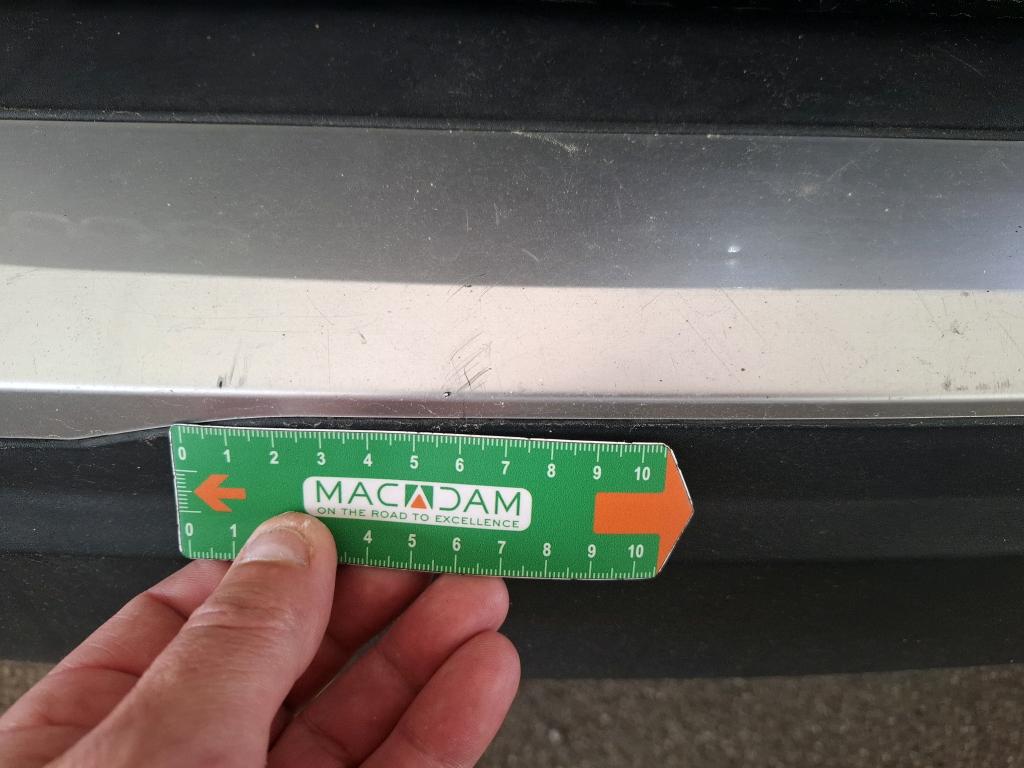 0 1 2 3 4 5 6 7 8 9 10
MACADAM
ON THE ROAD TO EXCELLENCE
0 1 4 5 6 7 8 9 10